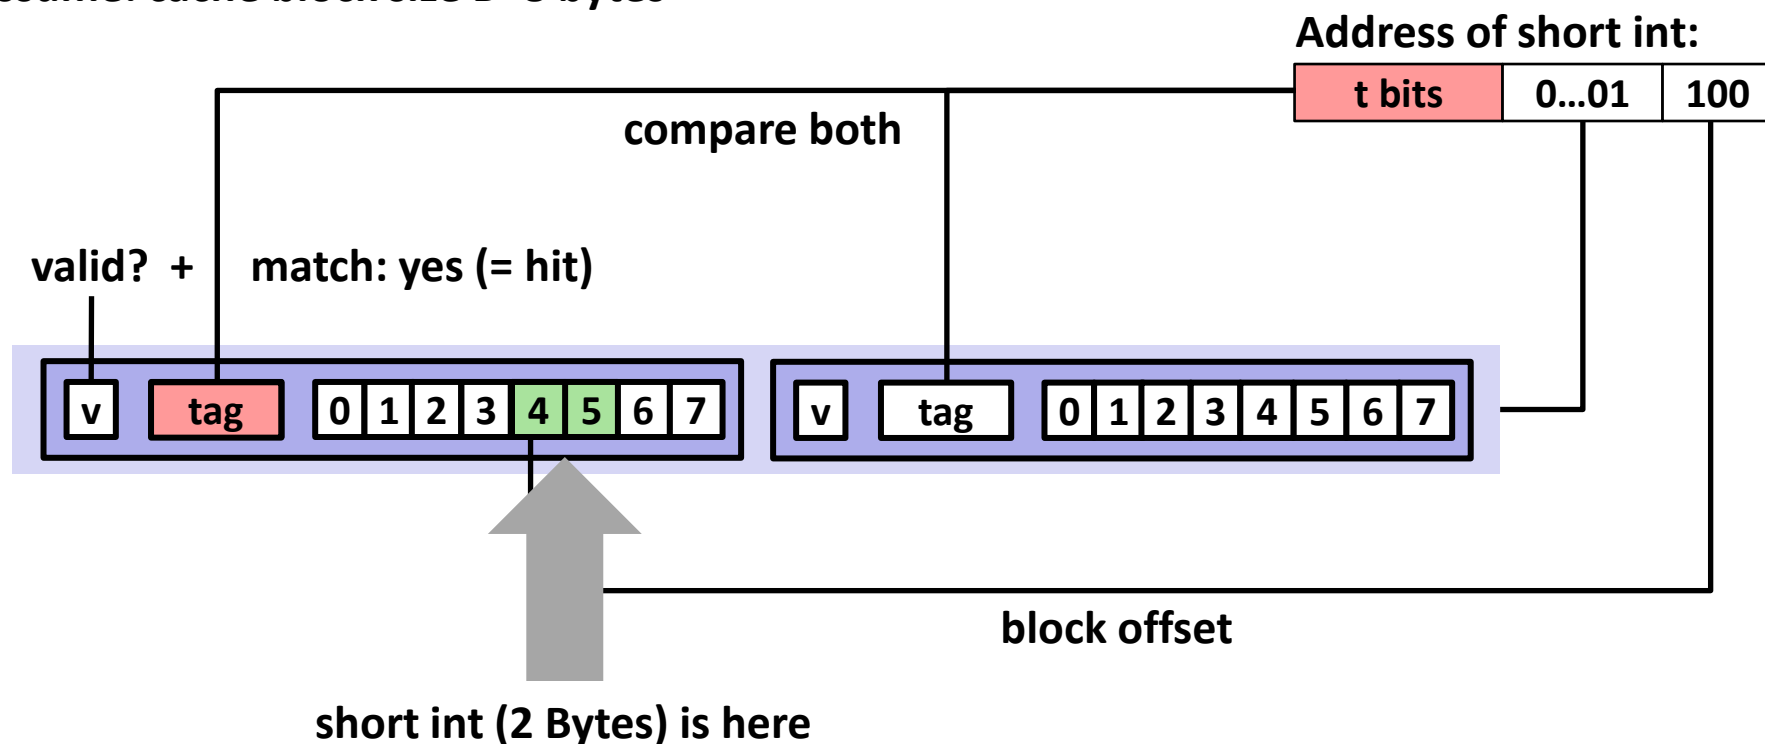 Address of short int:
t bits 0...01 100
compare both
valid? + match: yes (= hit)
v tag 0 1 2 3 4 5 6 7 v tag 0 1 2 3 4 5 6 7
block offset
short int (2 Bytes) is here